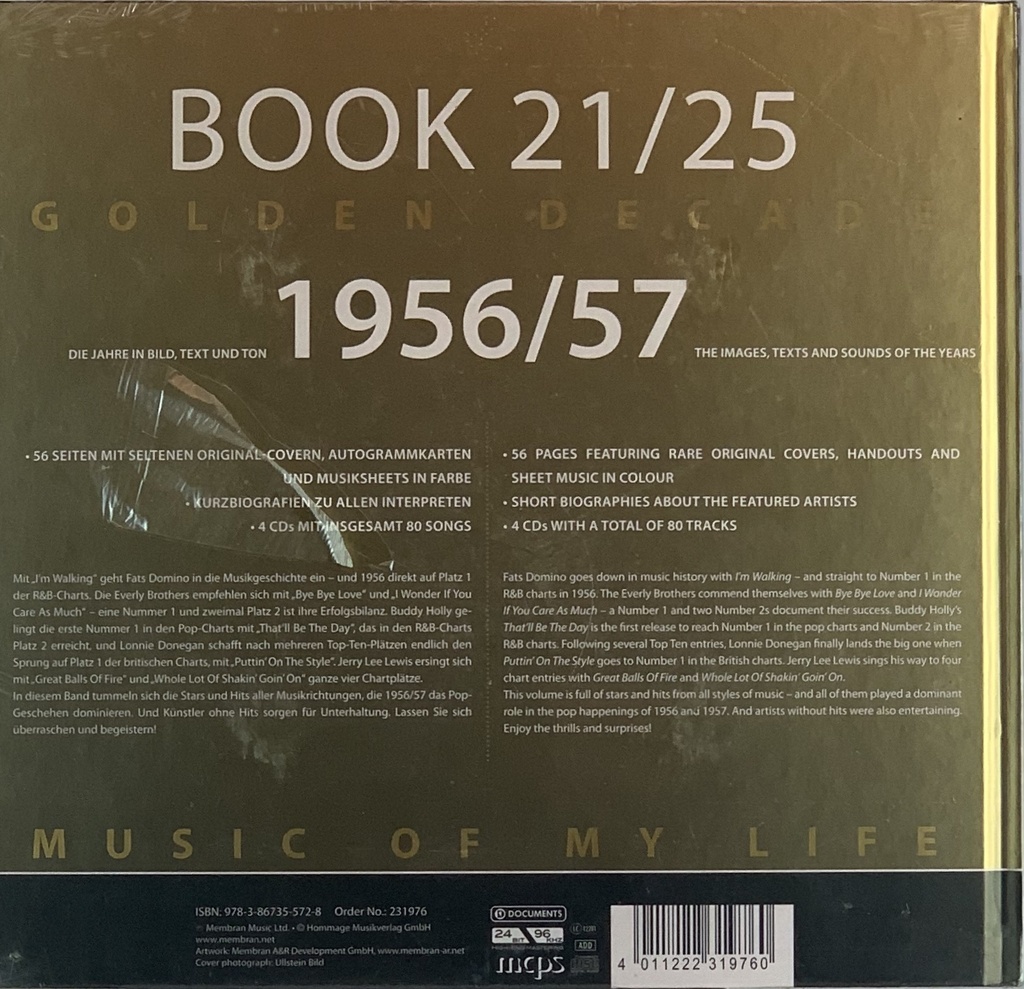 BOOK 21/25
GOLDEN DECADE
1956/57
DIE JAHRE IN BILD, TEXT UND TON
THE IMAGES, TEXTS AND SOUNDS OF THE YEARS
• 56 SEITEN MIT SELTENEN ORIGINAL-COVERN, AUTOGRAMMKARTEN
UND MUSIKSHEETS IN FARBE
• KURZBIOGRAFIEN ZU ALLEN INTERPRETEN
• 4 CDs MIT INSGESAMT 80 SONGS
Mit „I'm Walking“ geht Fats Domino in die Musikgeschichte ein – und 1956 direkt auf Platz 1
der R&B-Charts. Die Everly Brothers empfehlen sich mit „Bye Bye Love“ und „I Wonder If You
Care As Much“ – eine Nummer 1 und zweimal Platz 2 ist ihre Erfolgsbilanz. Buddy Holly ge-
lingt die erste Nummer 1 in den Pop-Charts mit „That'll Be The Day“, das in den R&B-Charts
Platz 2 erreicht, und Lonnie Donegan schafft nach mehreren Top-Ten-Plätzen endlich den
Sprung auf Platz 1 der britischen Charts, mit „Puttin' On The Style“. Jerry Lee Lewis ersingt sich
mit „Great Balls Of Fire“ und „Whole Lot Of Shakin' Goin' On“ ganze vier Chartplätze.
In diesem Band tummeln sich die Stars und Hits aller Musikrichtungen, die 1956/57 das Pop-
Geschehen dominieren. Und Künstler ohne Hits sorgen für Unterhaltung. Lassen Sie sich
überraschen und begeistern!
• 56 PAGES FEATURING RARE ORIGINAL COVERS, HANDOUTS AND
SHEET MUSIC IN COLOUR
• SHORT BIOGRAPHIES ABOUT THE FEATURED ARTISTS
• 4 CDs WITH A TOTAL OF 80 TRACKS
Fats Domino goes down in music history with I'm Walking – and straight to Number 1 in the
R&B charts in 1956. The Everly Brothers commend themselves with Bye Bye Love and I Wonder
If You Care As Much – a Number 1 and two Number 2s document their success. Buddy Holly's
That'll Be The Day is the first release to reach Number 1 in the pop charts and Number 2 in the
R&B charts. Following several Top Ten entries, Lonnie Donegan finally lands the big one when
Puttin' On The Style goes to Number 1 in the British charts. Jerry Lee Lewis sings his way to four
chart entries with Great Balls Of Fire and Whole Lot Of Shakin' Goin' On.
This volume is full of stars and hits from all styles of music – and all of them played a dominant
role in the pop happenings of 1956 and 1957. And artists without hits were also entertaining.
Enjoy the thrills and surprises!
MUSIC OF MY LIFE
ISBN: 978-3-86735-572-8 Order No.: 231976
Membran Music Ltd. • © Hommage Musikverlag GmbH
www.membran.net
Artwork: Membran A&R Development GmbH, www.membran-ar.net
Cover photograph: Ullstein Bild
DOCUMENTS
24 BIT 96 KHZ
mcps
ADD
4 011222 319760